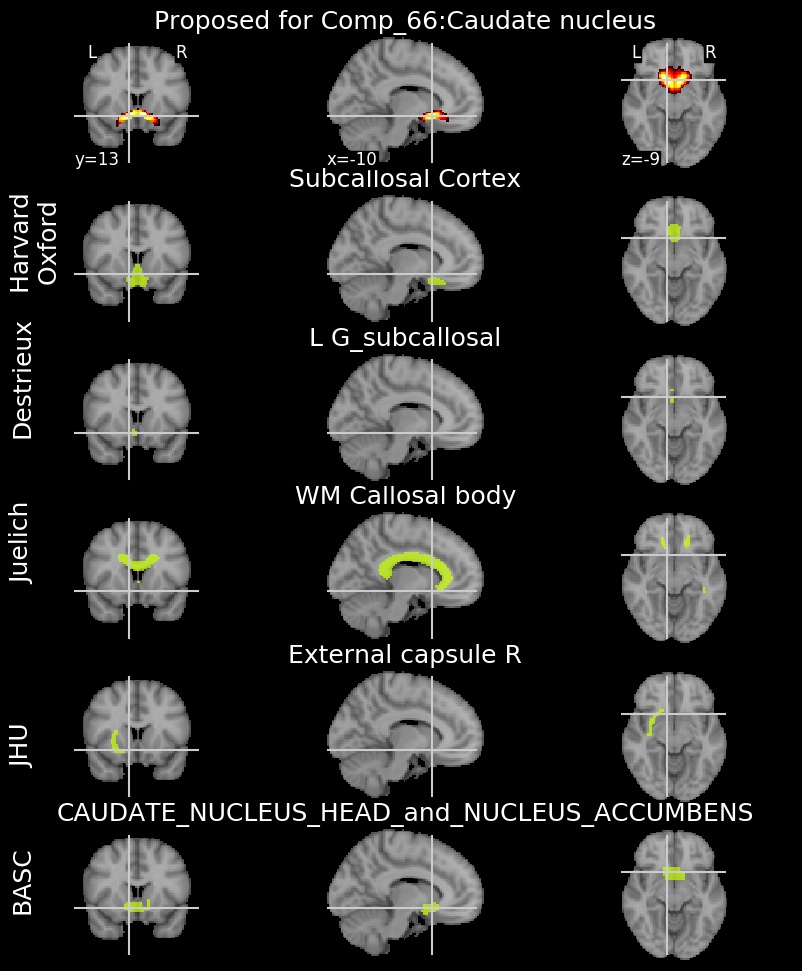 Proposed for Comp_66:Caudate nucleus
L R L R
y=13 x=-10 z=-9
Subcallosal Cortex
Harvard
Oxford
L G_subcallosal
Destrieux
WM Callosal body
Juelich
External capsule R
JHU
CAUDATE_NUCLEUS_HEAD_and_NUCLEUS_ACCUMBENS
BASC